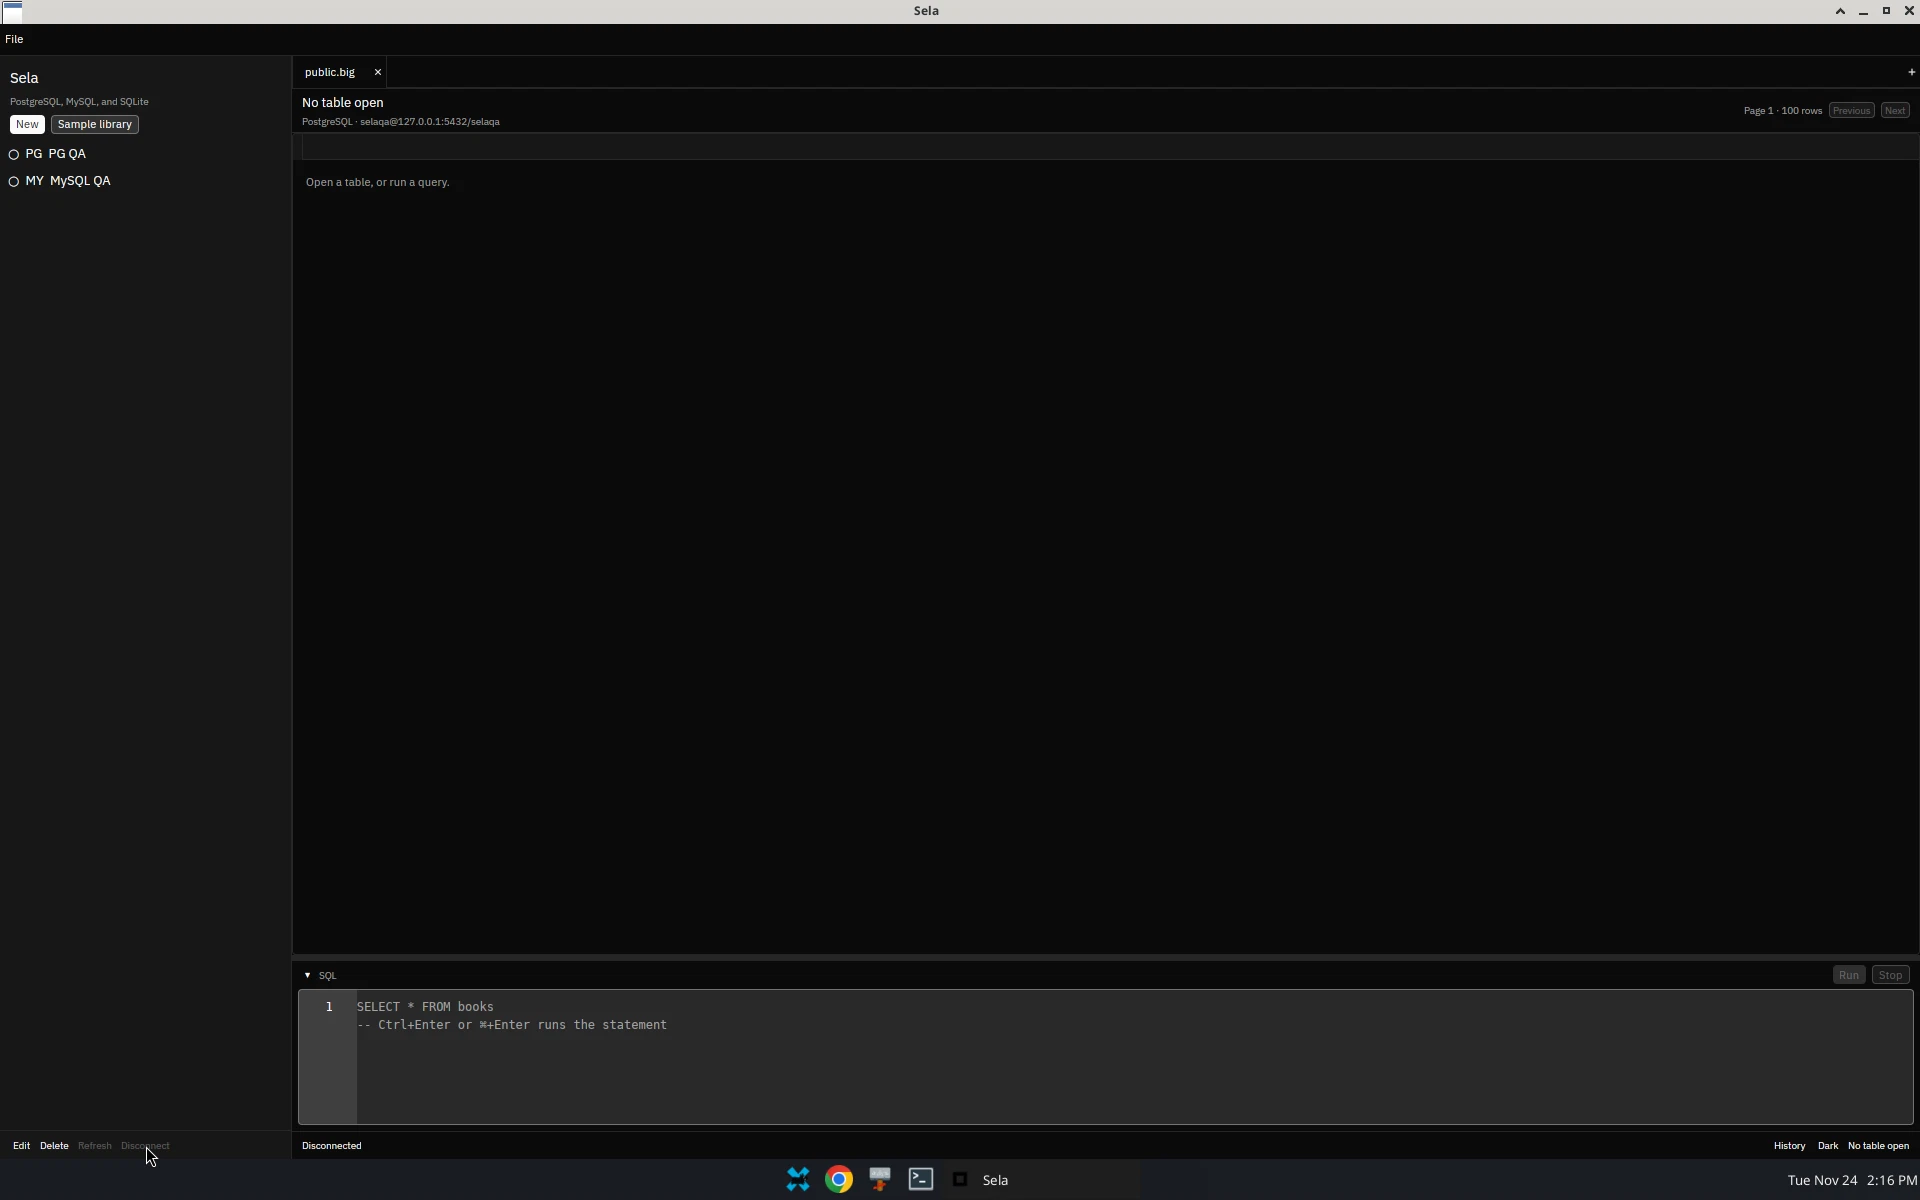 Sela
File
Sela
PostgreSQL, MySQL, and SQLite
New Sample library
PG PG QA
MY MySQL QA
public.big ×
+
No table open
PostgreSQL · selaqa@127.0.0.1:5432/selaqa
Page 1 · 100 rows Previous Next
Open a table, or run a query.
▼ SQL
Run Stop
1 SELECT * FROM books
-- Ctrl+Enter or ⌘+Enter runs the statement
Edit Delete Refresh Disconnect
Disconnected
History Dark No table open
Sela
Tue Nov 24 2:16 PM